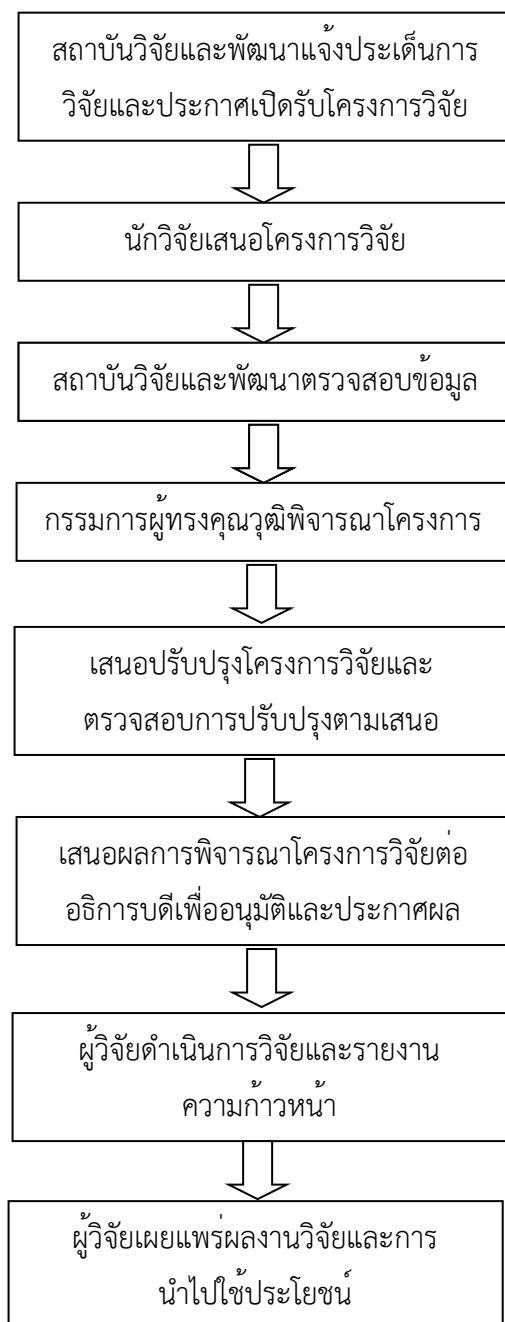 สถาบันวิจัยและพัฒนาแจ้งประเด็นการ
วิจัยและประกาศเปิดรับโครงการวิจัย
นักวิจัยเสนอโครงการวิจัย
สถาบันวิจัยและพัฒนาตรวจสอบข้อมูล
กรรมการผู้ทรงคุณวุฒิพิจารณาโครงการ
เสนอปรับปรุงโครงการวิจัยและ
ตรวจสอบการปรับปรุงตามเสนอ
เสนอผลการพิจารณาโครงการวิจัยต่อ
อธิการบดีเพื่ออนุมัติและประกาศผล
ผู้วิจัยดำเนินการวิจัยและรายงาน
ความก้าวหน้า
ผู้วิจัยเผยแพร่ผลงานวิจัยและการ
นำไปใช้ประโยชน์